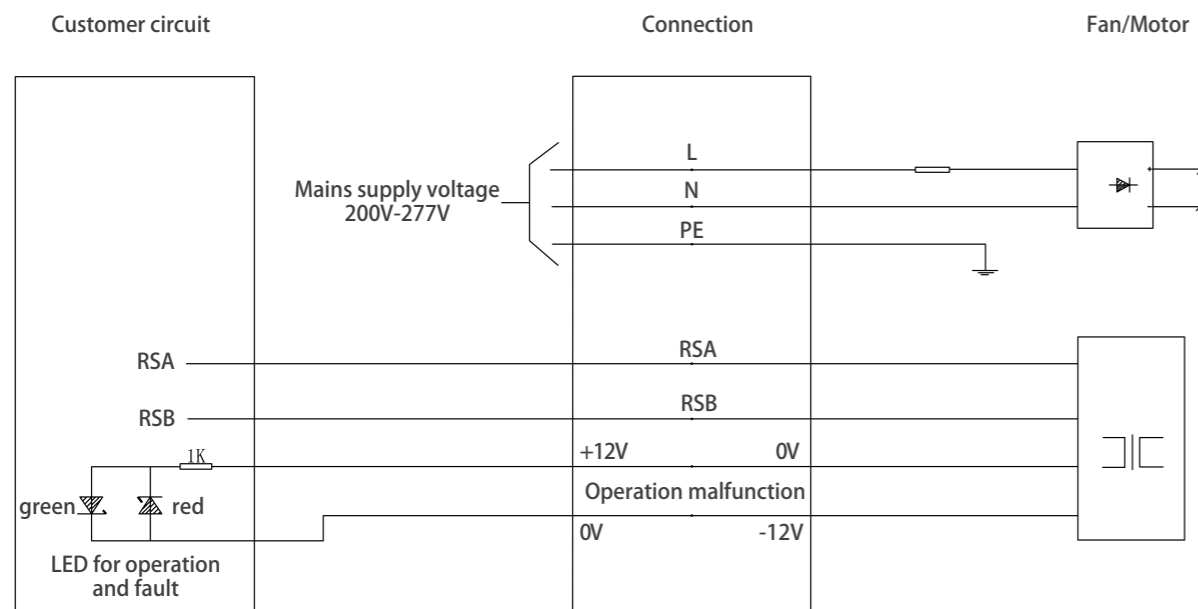 Customer circuit
Connection
Fan/Motor
L
Mains supply voltage
200V-277V
N
PE
RSA
RSA
RSB
RSB
1K
+12V
0V
green
red
Operation malfunction
0V
-12V
LED for operation
and fault